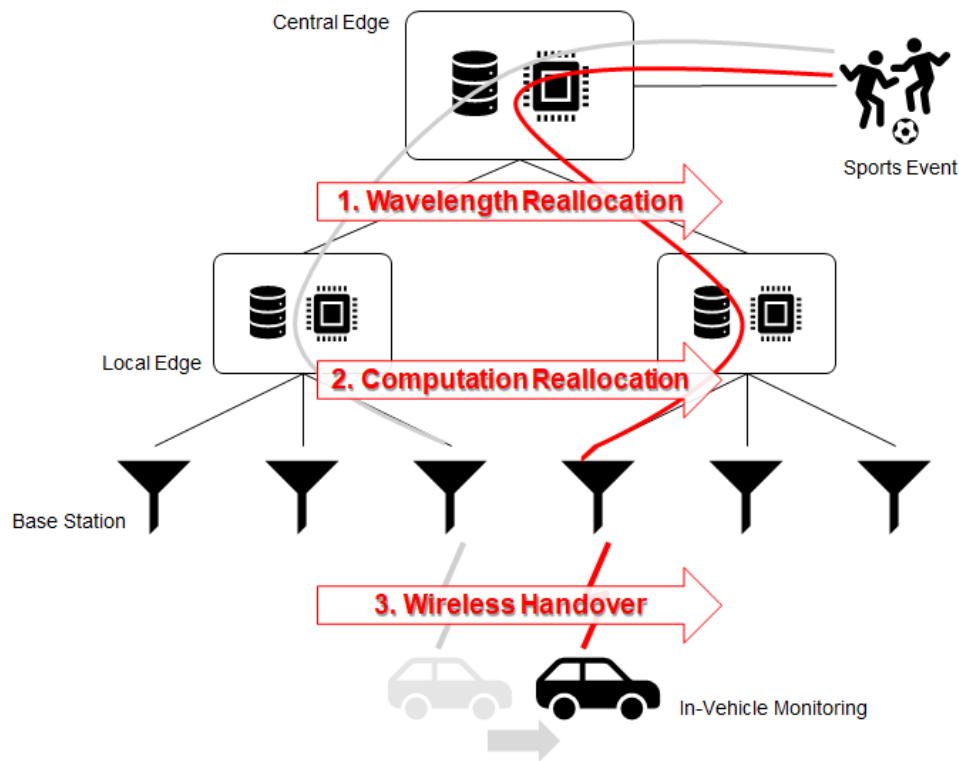 Central Edge
Sports Event
1. Wavelength Reallocation
Local Edge
2. Computation Reallocation
Base Station
3. Wireless Handover
In-Vehicle Monitoring